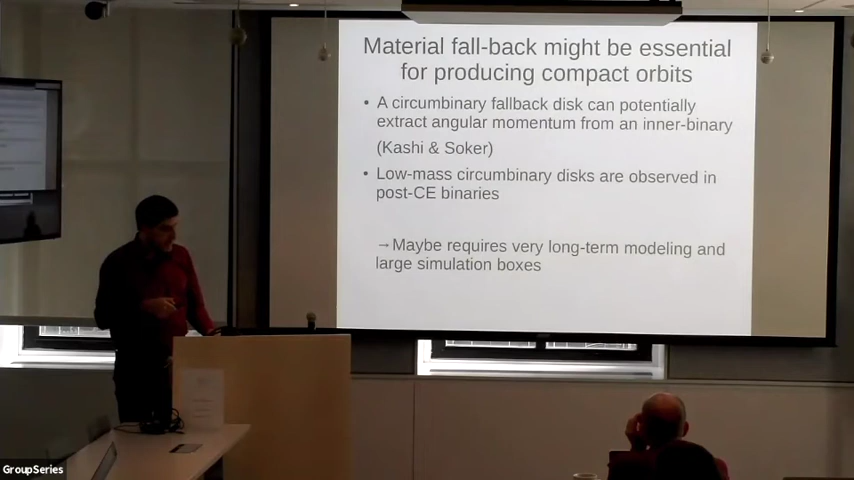 Material fall-back might be essential
for producing compact orbits
• A circumbinary fallback disk can potentially
extract angular momentum from an inner-binary
(Kashi & Soker)
• Low-mass circumbinary disks are observed in
post-CE binaries
→Maybe requires very long-term modeling and
large simulation boxes
GroupSeries